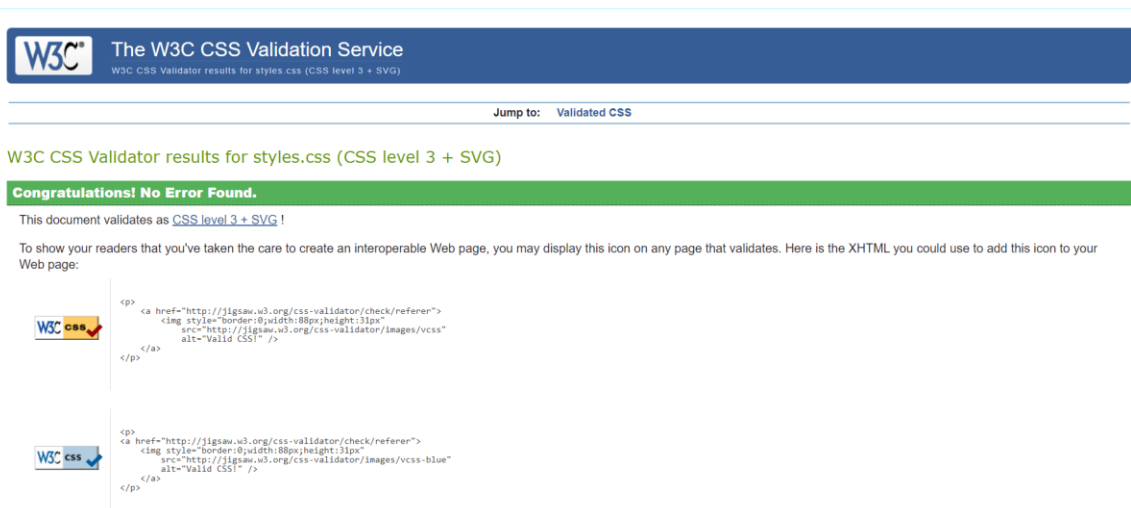 W3C®
The W3C CSS Validation Service
W3C CSS Validator results for styles.css (CSS level 3 + SVG)
Jump to: Validated CSS
W3C CSS Validator results for styles.css (CSS level 3 + SVG)
Congratulations! No Error Found.
This document validates as CSS level 3 + SVG !
To show your readers that you've taken the care to create an interoperable Web page, you may display this icon on any page that validates. Here is the XHTML you could use to add this icon to your
Web page:
W3C css
<p>
<a href="http://jigsaw.w3.org/css-validator/check/referer">
<img style="border:0;width:88px;height:31px"
src="http://jigsaw.w3.org/css-validator/images/vcss"
alt="Valid CSS!" />
</a>
</p>
W3C css
<p>
<a href="http://jigsaw.w3.org/css-validator/check/referer">
<img style="border:0;width:88px;height:31px"
src="http://jigsaw.w3.org/css-validator/images/vcss-blue"
alt="Valid CSS!" />
</a>
</p>